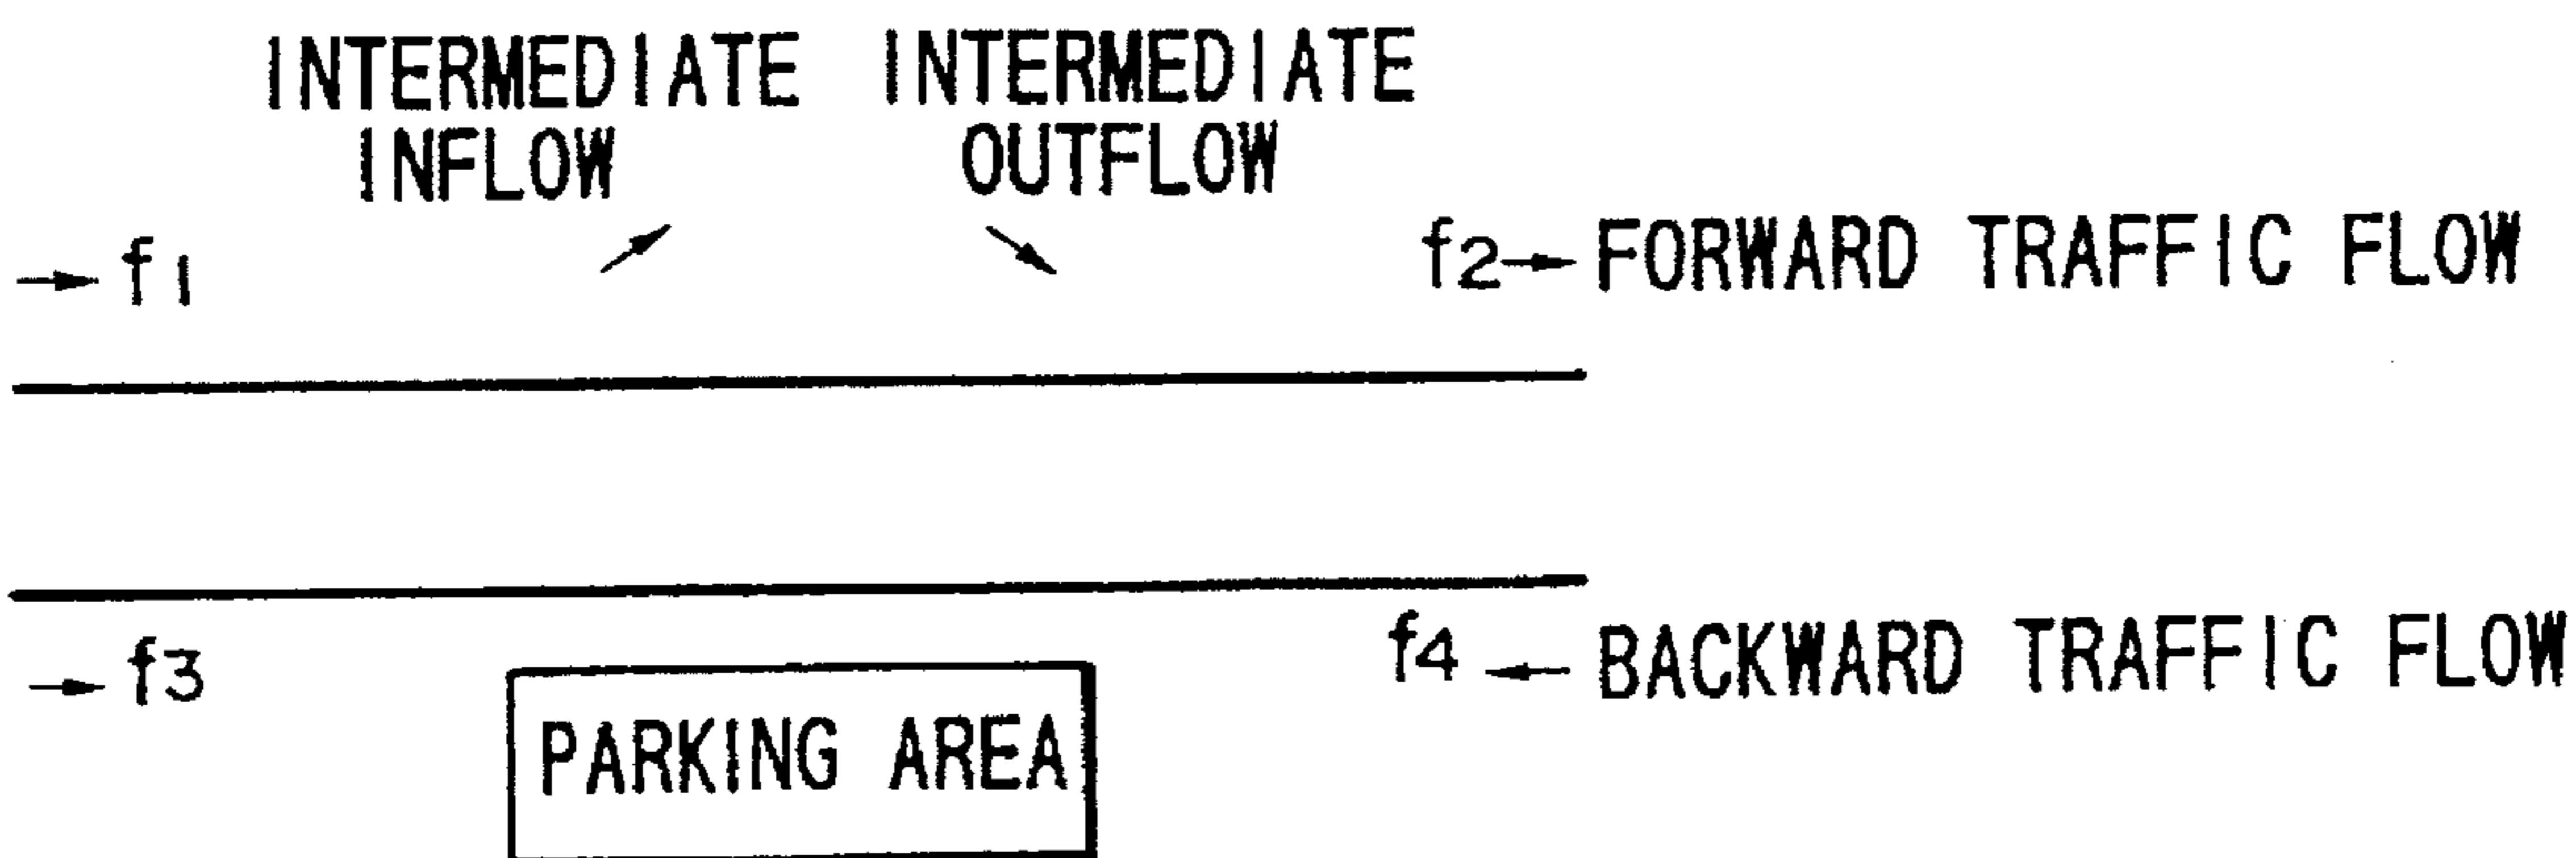 INTERMEDIATE INTERMEDIATE
INFLOW OUTFLOW
→ f1 f2→ FORWARD TRAFFIC FLOW
→ f3 f4 ← BACKWARD TRAFFIC FLOW
PARKING AREA